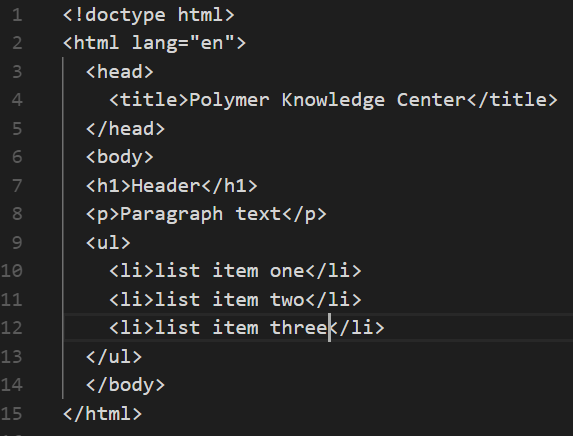 1 <!doctype html>
2 <html lang="en">
3   <head>
4     <title>Polymer Knowledge Center</title>
5   </head>
6   <body>
7   <h1>Header</h1>
8   <p>Paragraph text</p>
9   <ul>
10     <li>list item one</li>
11     <li>list item two</li>
12     <li>list item three</li>
13   </ul>
14   </body>
15 </html>